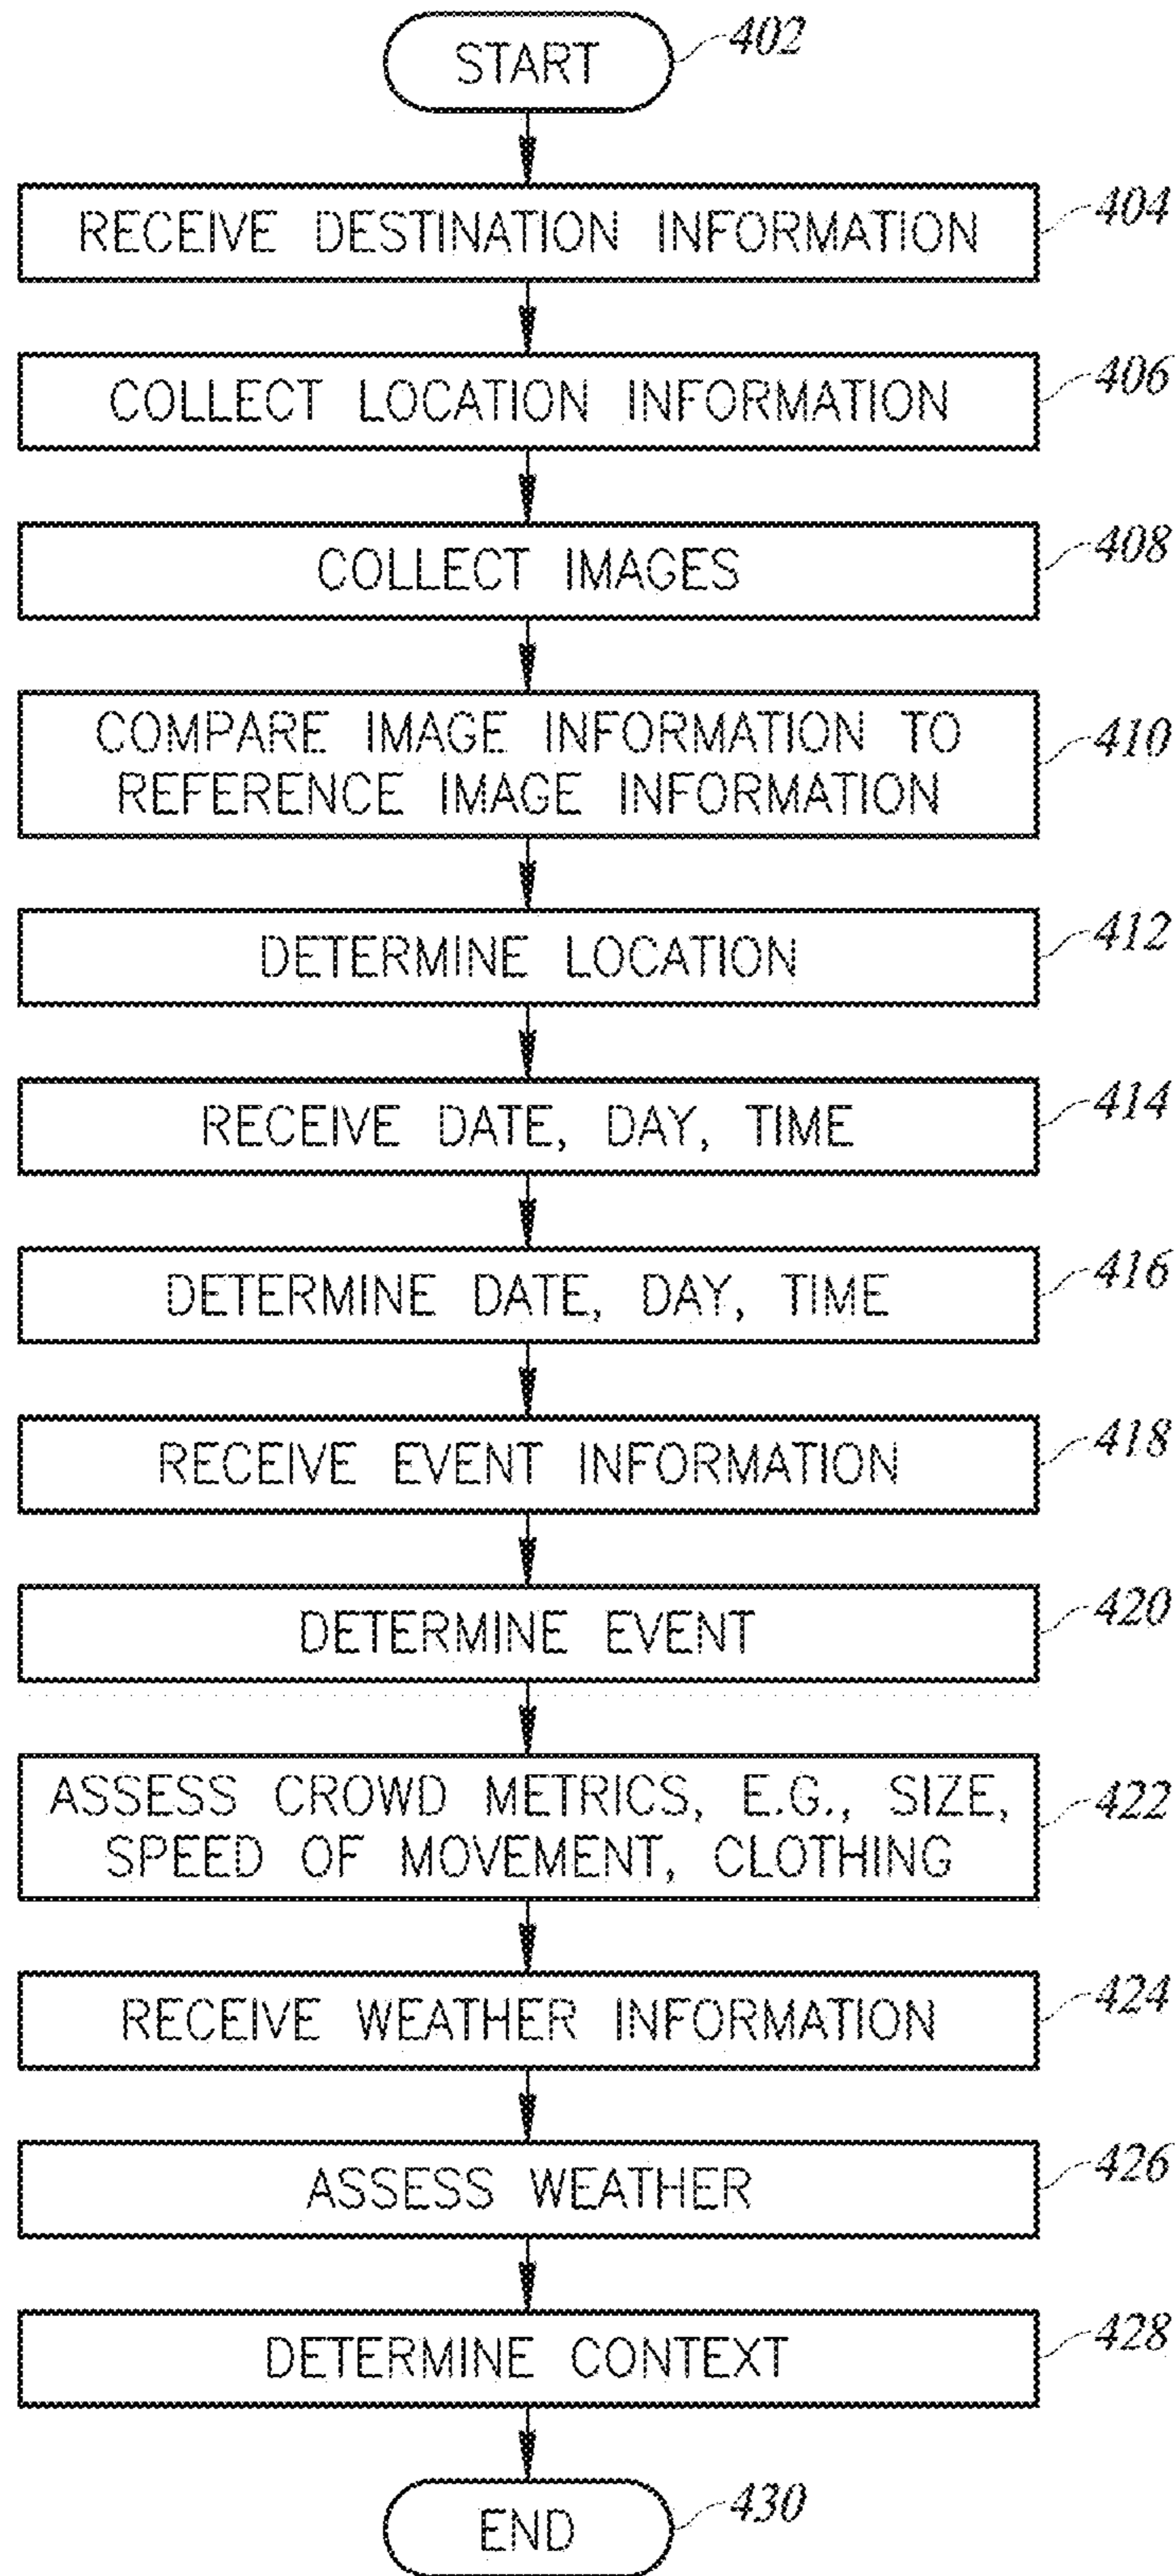 START
402
RECEIVE DESTINATION INFORMATION
404
COLLECT LOCATION INFORMATION
406
COLLECT IMAGES
408
COMPARE IMAGE INFORMATION TO
REFERENCE IMAGE INFORMATION
410
DETERMINE LOCATION
412
RECEIVE DATE, DAY, TIME
414
DETERMINE DATE, DAY, TIME
416
RECEIVE EVENT INFORMATION
418
DETERMINE EVENT
420
ASSESS CROWD METRICS, E.G., SIZE,
SPEED OF MOVEMENT, CLOTHING
422
RECEIVE WEATHER INFORMATION
424
ASSESS WEATHER
426
DETERMINE CONTEXT
428
END
430